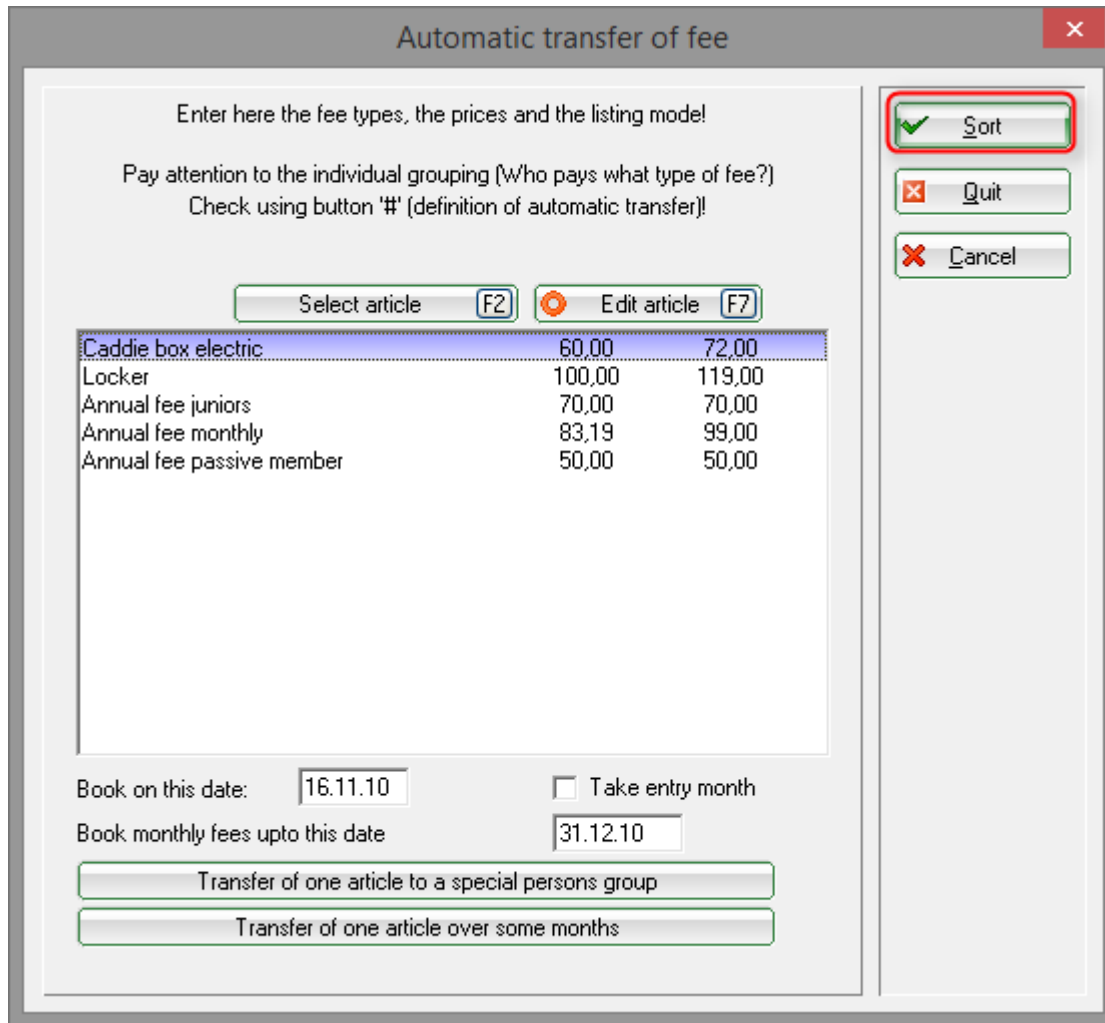 Automatic transfer of fee
Enter here the fee types, the prices and the listing mode!
Pay attention to the individual grouping (Who pays what type of fee?)
Check using button '#' (definition of automatic transfer)!
Sort
Quit
Cancel
Select article F2
Edit article F7
Caddie box electric 60,00 72,00
Locker 100,00 119,00
Annual fee juniors 70,00 70,00
Annual fee monthly 83,19 99,00
Annual fee passive member 50,00 50,00
Book on this date: 16.11.10 Take entry month
Book monthly fees upto this date 31.12.10
Transfer of one article to a special persons group
Transfer of one article over some months